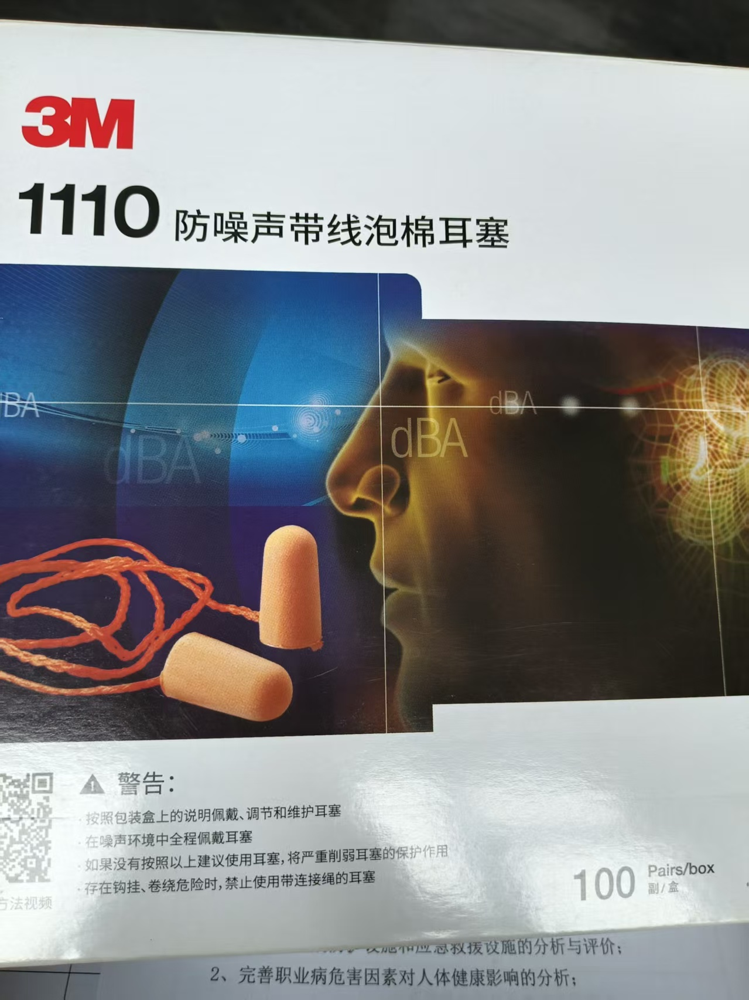 3M
1110 防噪声带线泡棉耳塞
dBA
dBA
dBA
dBA
警告：
· 按照包装盒上的说明佩戴、调节和维护耳塞
· 在噪声环境中全程佩戴耳塞
· 如果没有按照以上建议使用耳塞，将严重削弱耳塞的保护作用
· 存在钩挂、卷绕危险时，禁止使用带连接绳的耳塞
方法视频
100 Pairs/box
副/盒
设施和应急救援设施的分析与评价；
2、完善职业病危害因素对人体健康影响的分析；